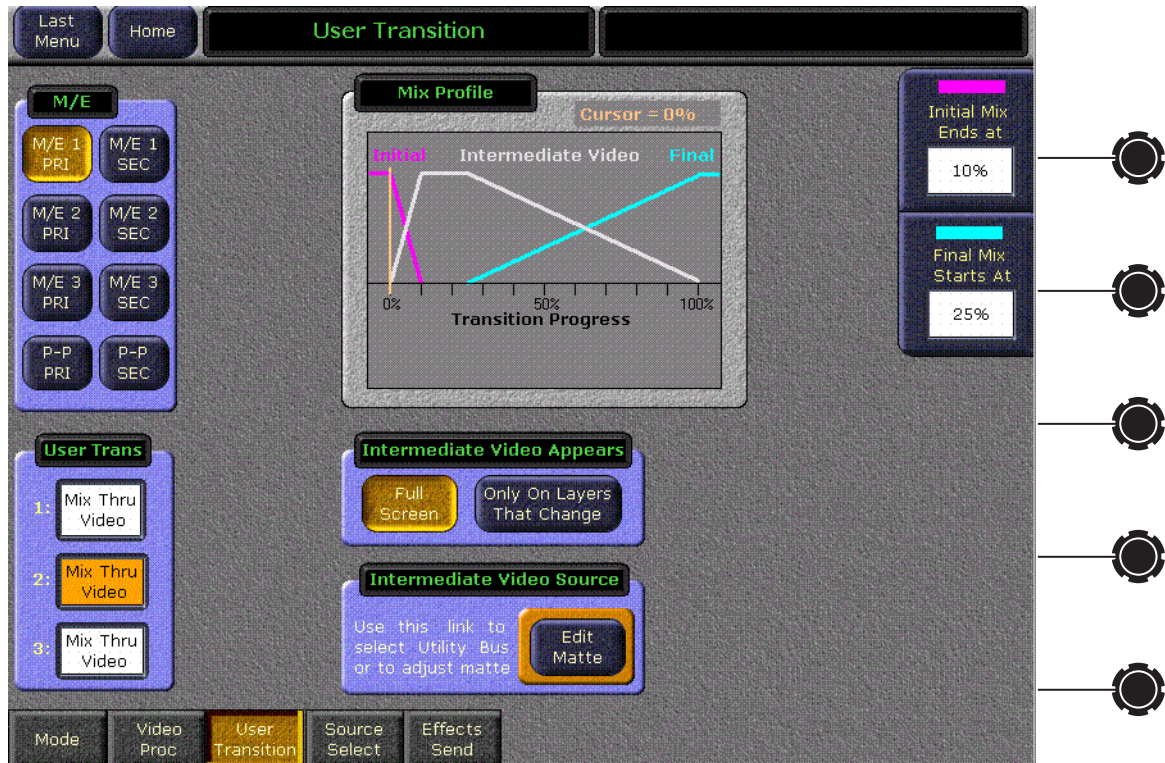 Last
Menu
Home
User Transition
M/E
M/E 1
PRI
M/E 1
SEC
M/E 2
PRI
M/E 2
SEC
M/E 3
PRI
M/E 3
SEC
P-P
PRI
P-P
SEC
Mix Profile
Cursor = 0%
Initial
Intermediate Video
Final
0%
50%
100%
Transition Progress
Initial Mix
Ends at
10%
Final Mix
Starts At
25%
User Trans
1:
Mix Thru
Video
2:
Mix Thru
Video
3:
Mix Thru
Video
Intermediate Video Appears
Full
Screen
Only On Layers
That Change
Intermediate Video Source
Use this link to
select Utility Bus
or to adjust matte
Edit
Matte
Mode
Video
Proc
User
Transition
Source
Select
Effects
Send